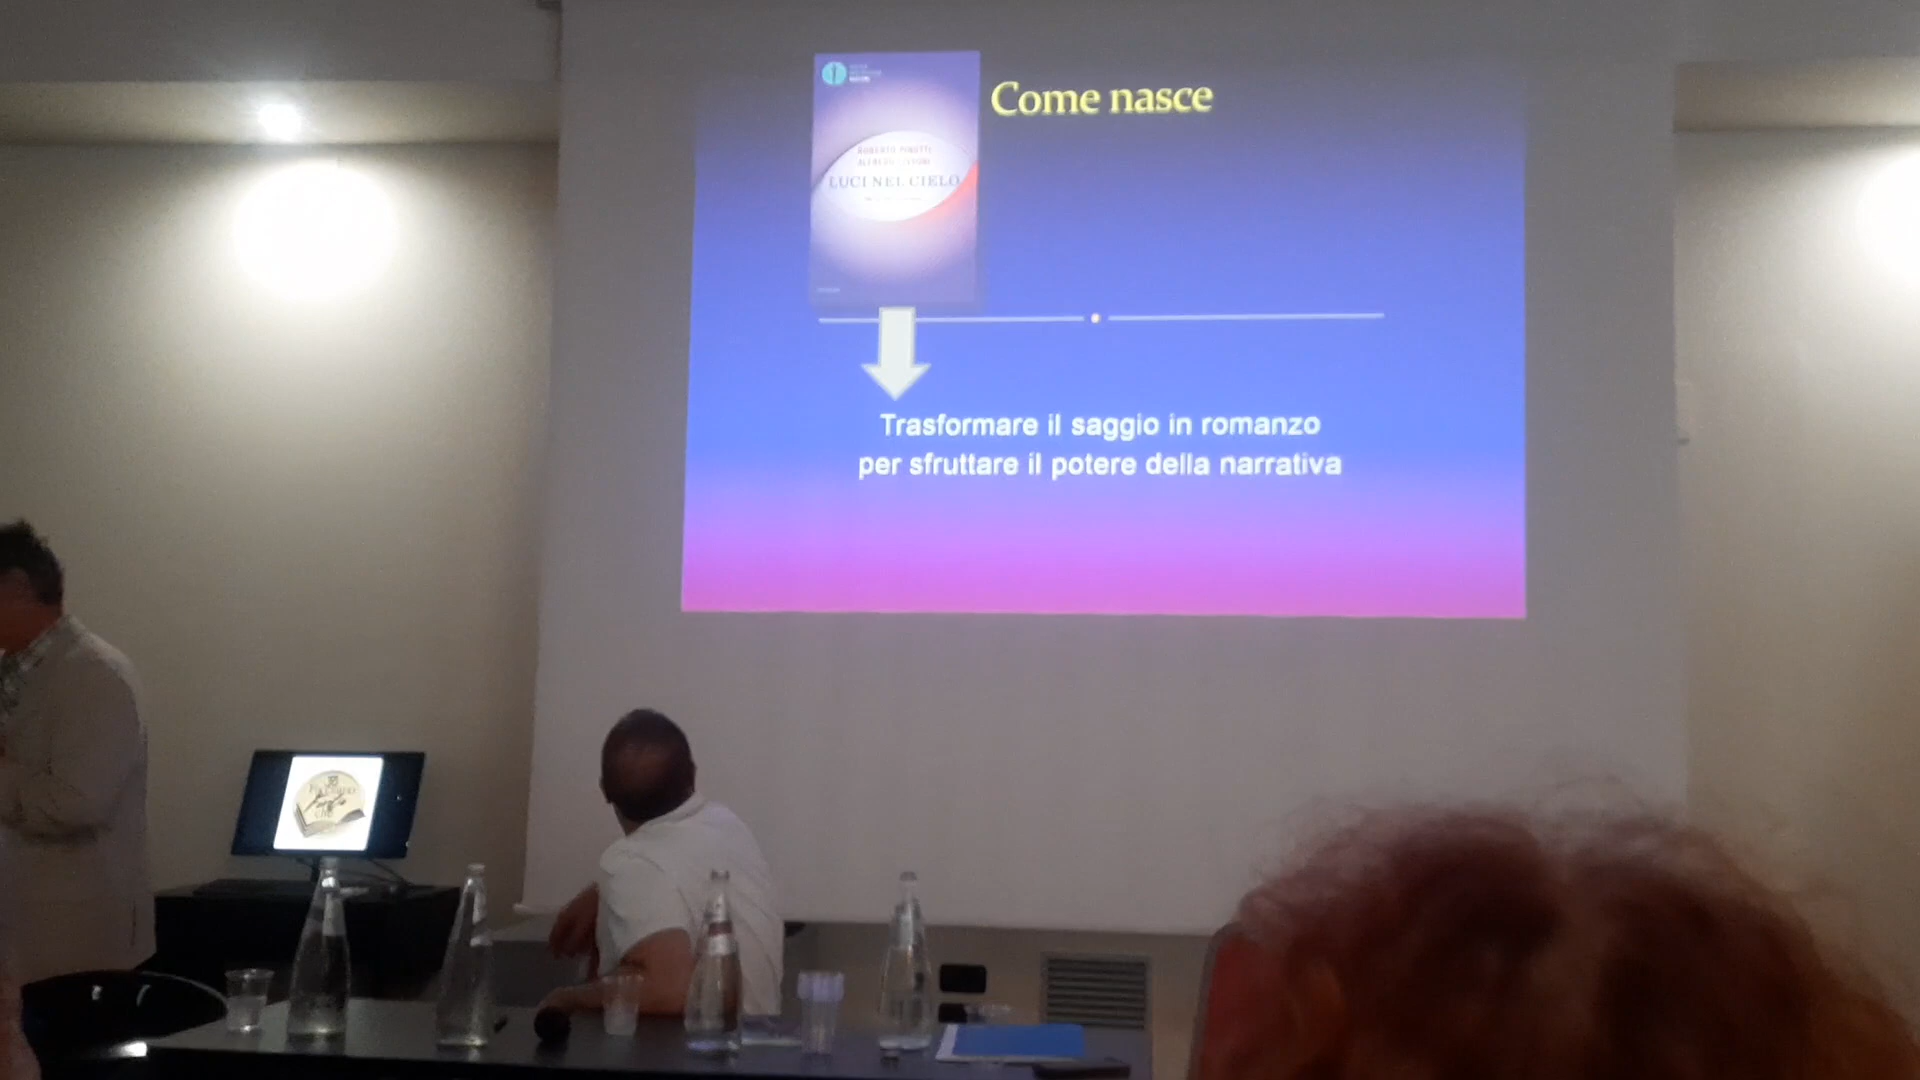 Come nasce
ROBERTO PINOTTI
LUCI NEL CIELO
Trasformare il saggio in romanzo
per sfruttare il potere della narrativa